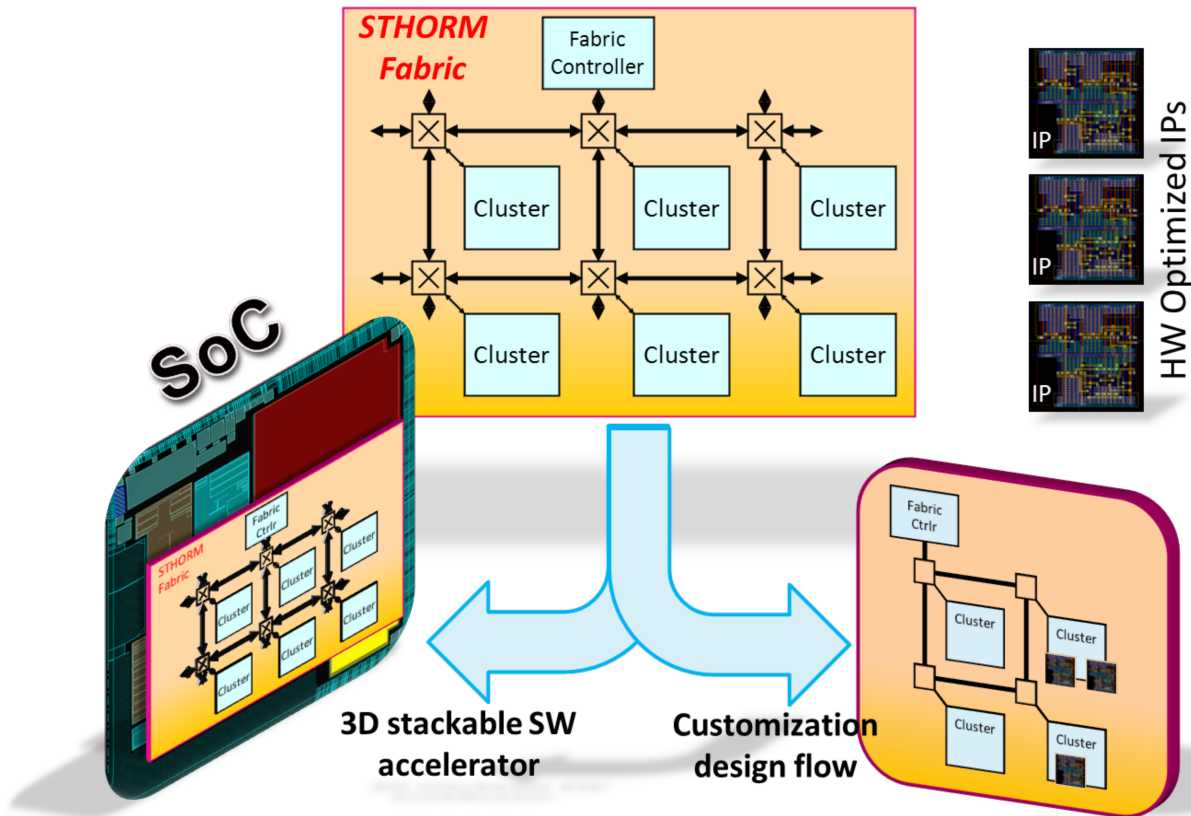 STHORM
Fabric
Fabric
Controller
Cluster
Cluster
Cluster
Cluster
Cluster
Cluster
IP
IP
IP
HW Optimized IPs
SoC
STHORM
Fabric
Fabric
Ctrlr
Cluster
Cluster
Cluster
Cluster
Cluster
Cluster
3D stackable SW
accelerator
Customization
design flow
Fabric
Ctrlr
Cluster
Cluster
Cluster
Cluster